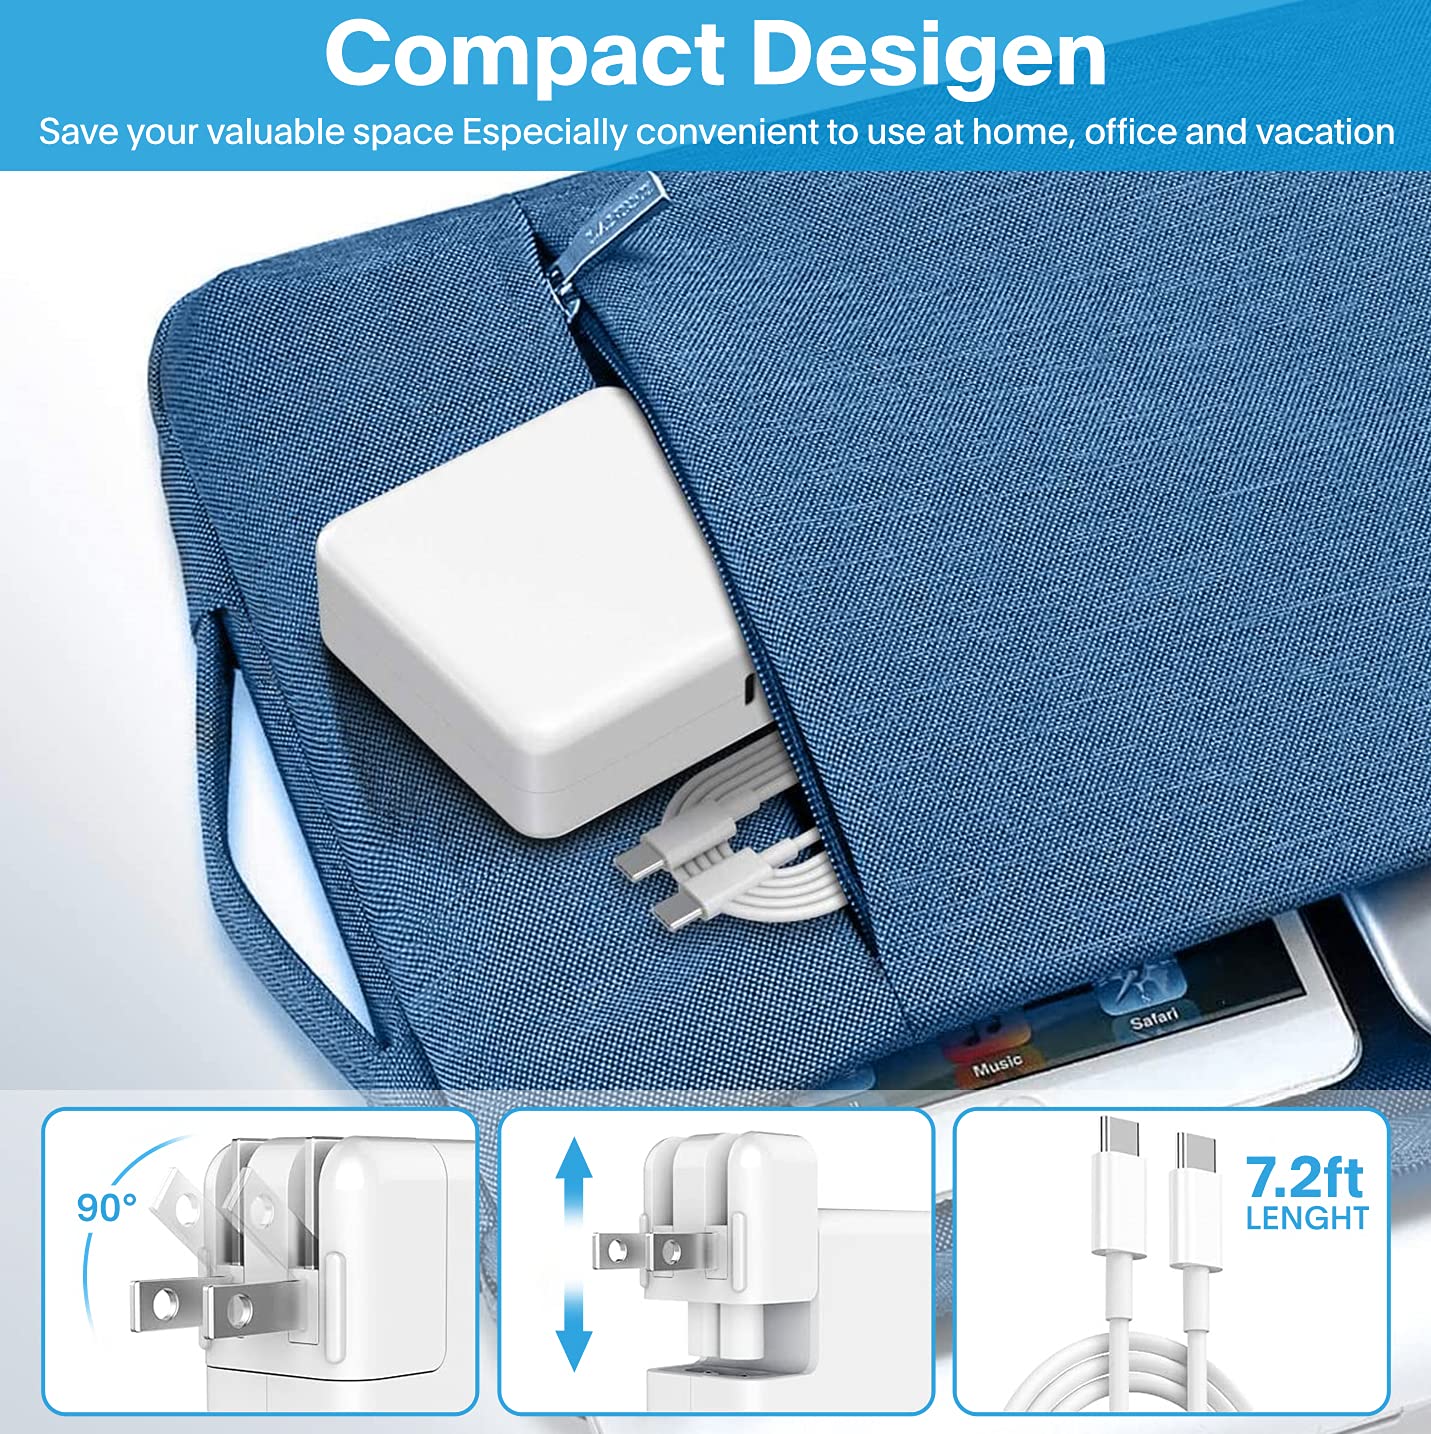 Compact Desigen
Save your valuable space Especially convenient to use at home, office and vacation
Music
Safari
90°
7.2ft
LENGHT